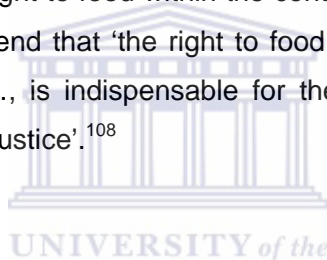 ght to food within the cont
end that ‘the right to food
.., is indispensable for the
ustice’.108
UNIVERSITY of the